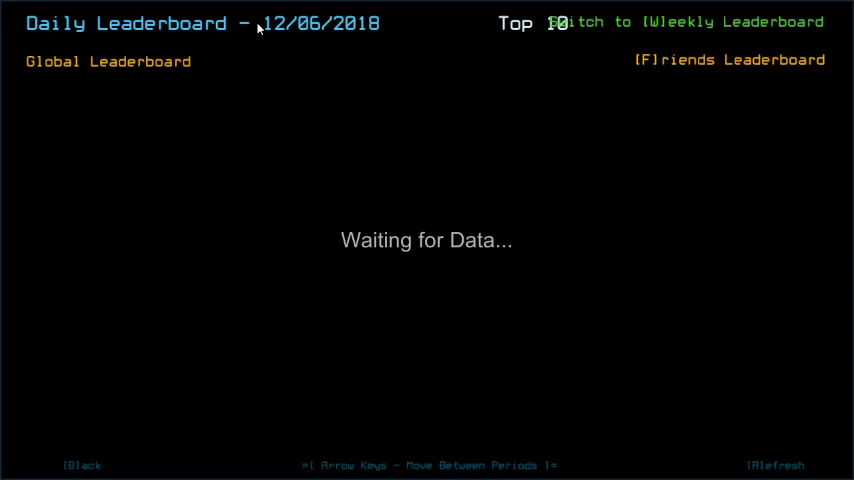 Daily Leaderboard - 12/06/2018
Top 10
Switch to [W]eekly Leaderboard
Global Leaderboard
[F]riends Leaderboard
Waiting for Data...
[B]ack
=[ Arrow Keys - Move Between Periods ]=
[R]efresh